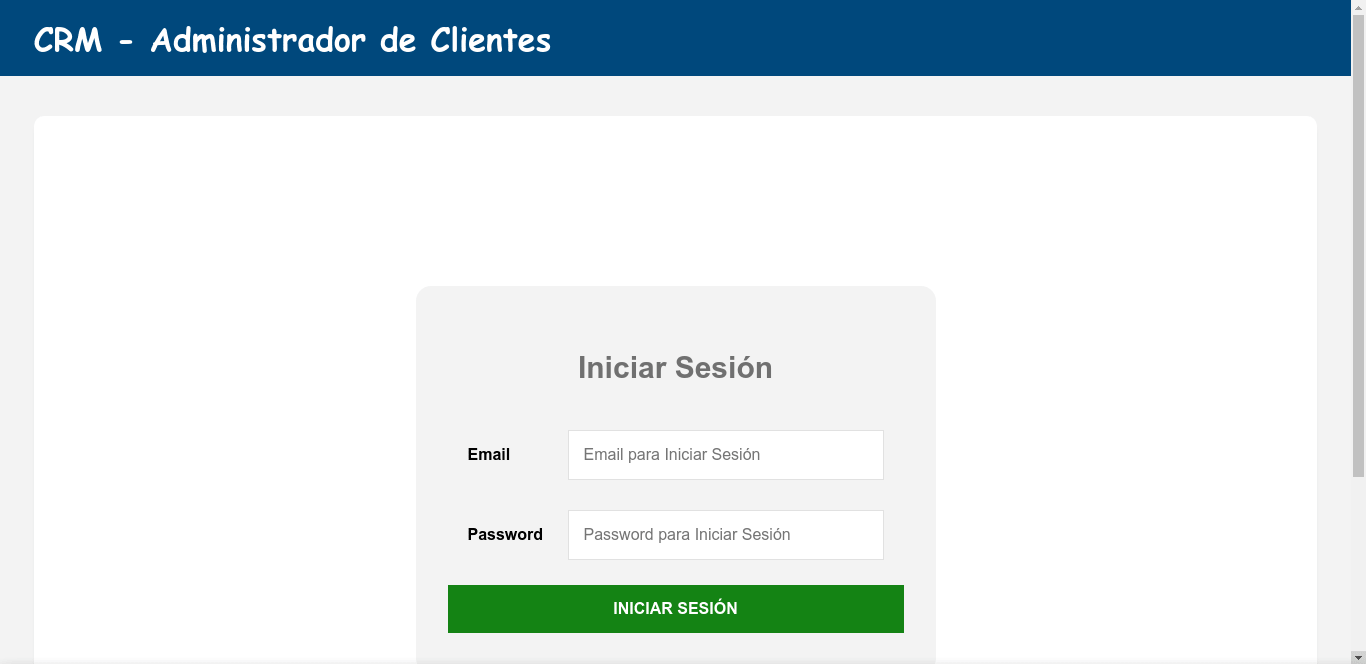 CRM - Administrador de Clientes
Iniciar Sesión
Email
Email para Iniciar Sesión
Password
Password para Iniciar Sesión
INICIAR SESIÓN